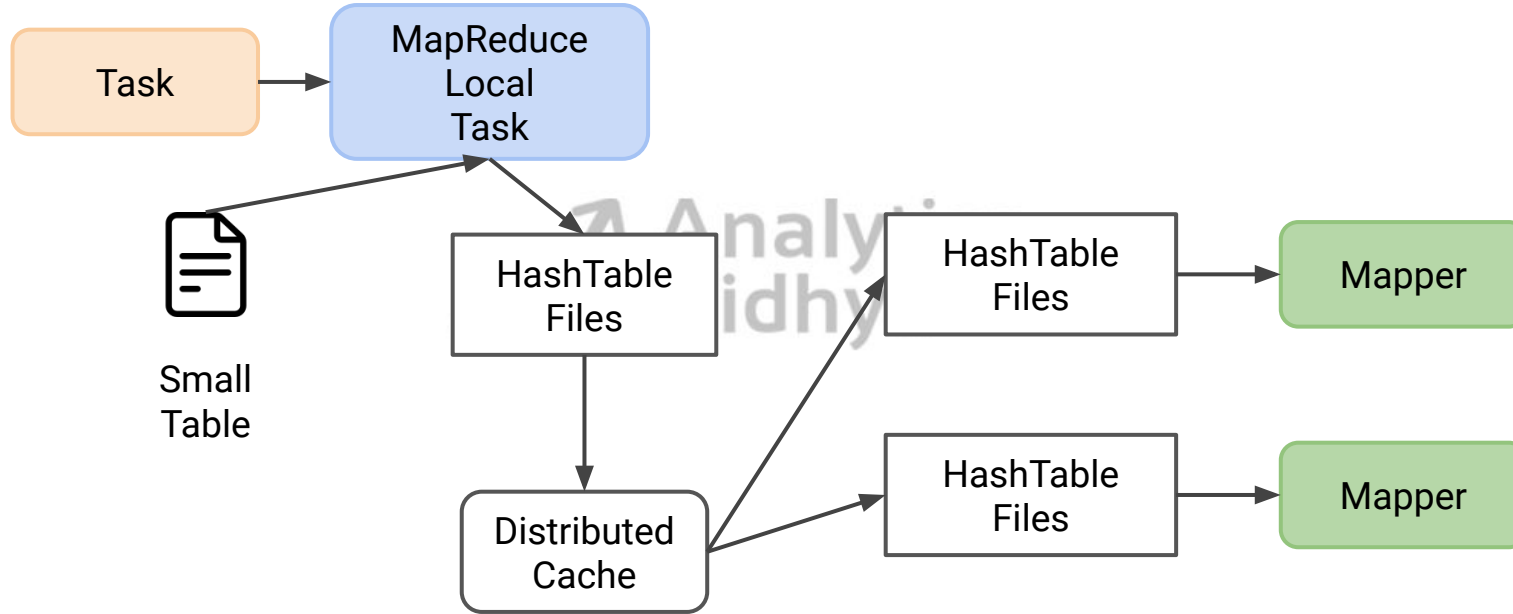 Task
MapReduce
Local
Task
Small
Table
HashTable
Files
Distributed
Cache
HashTable
Files
Mapper
HashTable
Files
Mapper